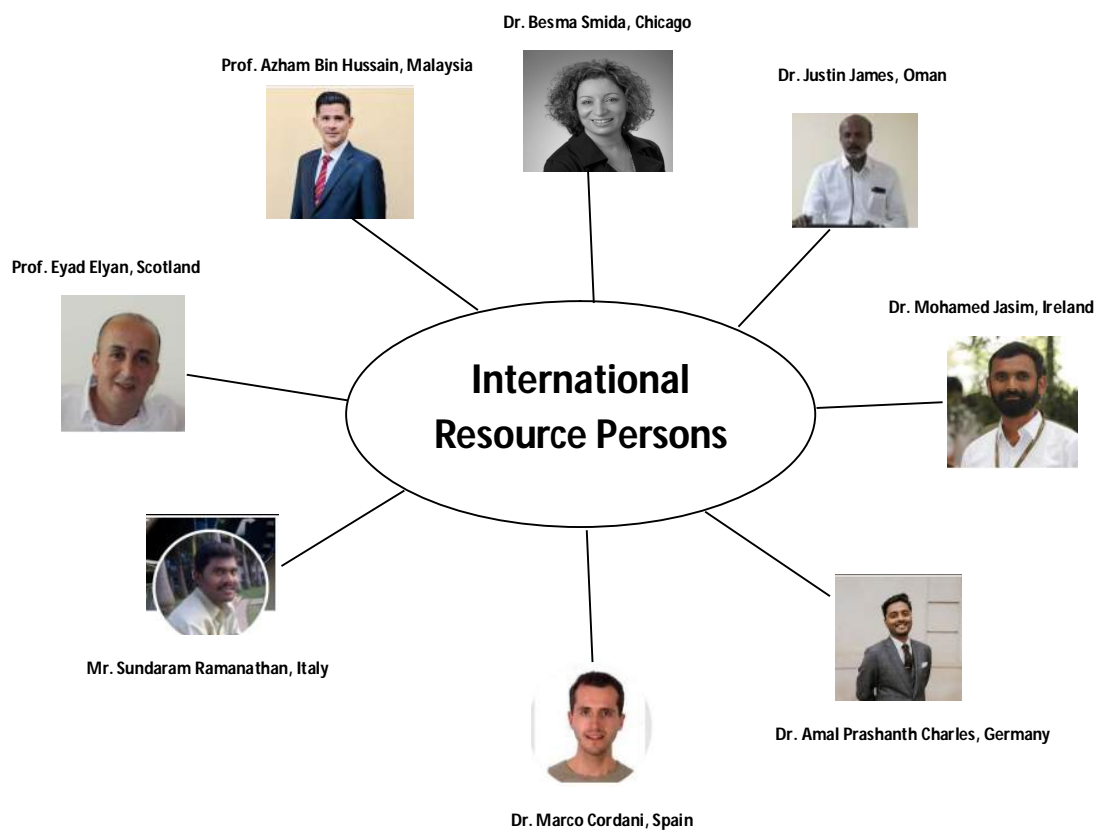 Dr. Besma Smida, Chicago
Prof. Azham Bin Hussain, Malaysia
Dr. Justin James, Oman
Prof. Eyad Elyan, Scotland
Dr. Mohamed Jasim, Ireland
International
Resource Persons
Mr. Sundaram Ramanathan, Italy
Dr. Amal Prashanth Charles, Germany
Dr. Marco Cordani, Spain